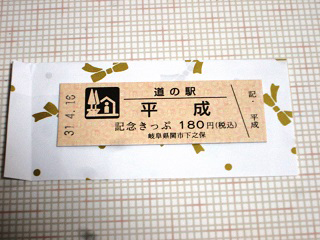 31.4.16
道の駅
平成
記念きっぷ 180円(税込)
岐阜県関市下之保
記・平成